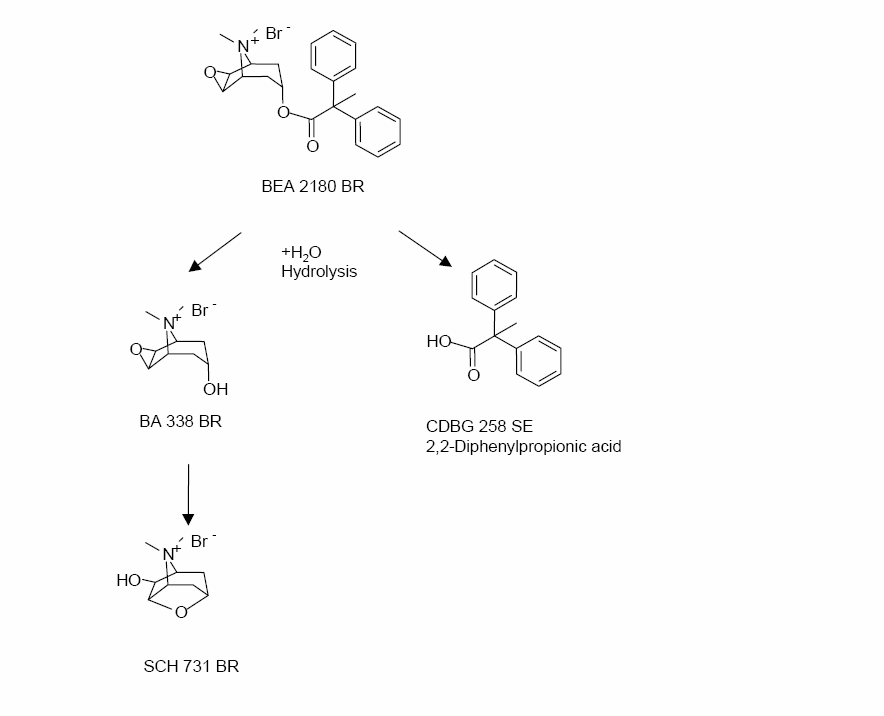 Br -
N
+
O
O
O
BEA 2180 BR
+H₂O
Hydrolysis
Br -
N
+
O
OH
BA 338 BR
HO
O
CDBG 258 SE
2,2-Diphenylpropionic acid
Br -
N
+
HO
O
SCH 731 BR